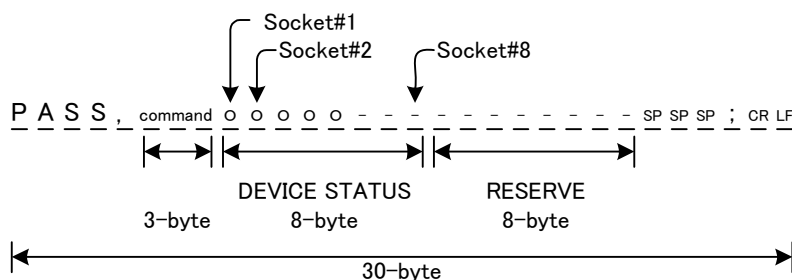 Socket#1
Socket#2
Socket#8
P A S S , command O O O O O - - - - - - - - - - - SP SP SP ; CR LF
DEVICE STATUS RESERVE
3-byte 8-byte 8-byte
30-byte